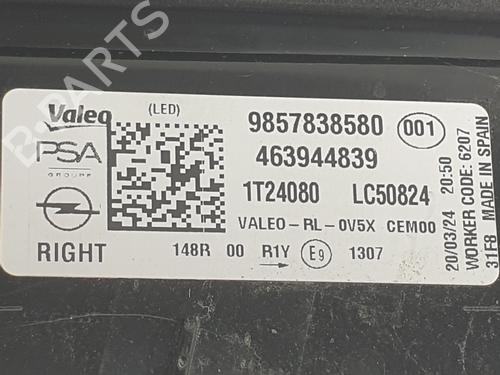 Valeo
(LED)
9857838580 001
PSA
GROUPE
463944839
1T24080 LC50824
VALEO-RL-0V5X CEM00
RIGHT
148R 00 R1Y E9 1307
20/03/24 20:50
WORKER CODE: 6207
31F8 MADE IN SPAIN
B-PARTS